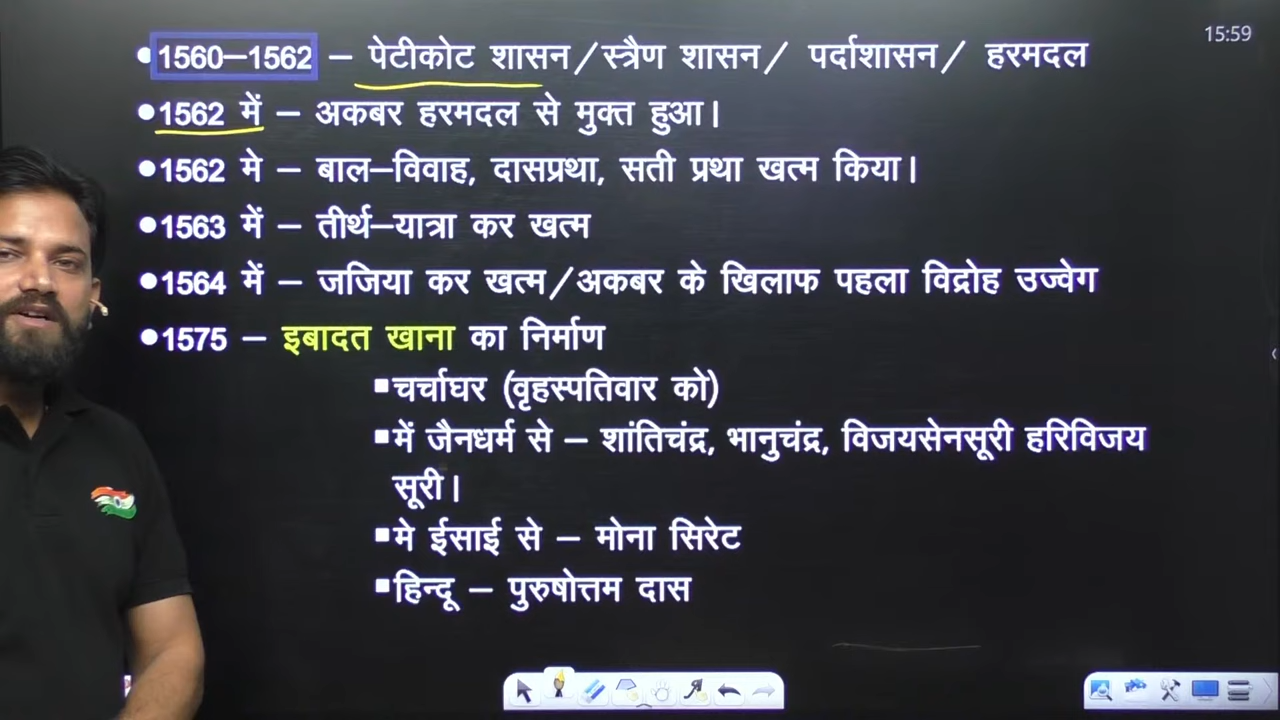 15:59
●1560–1562 – पेटीकोट शासन/स्त्रैण शासन/ पर्दाशासन/ हरमदल
●1562 में – अकबर हरमदल से मुक्त हुआ।
●1562 मे – बाल–विवाह, दासप्रथा, सती प्रथा खत्म किया।
●1563 में – तीर्थ–यात्रा कर खत्म
●1564 में – जजिया कर खत्म/अकबर के खिलाफ पहला विद्रोह उज्वेग
●1575 – इबादत खाना का निर्माण
▪चर्चाघर (वृहस्पतिवार को)
▪में जैनधर्म से – शांतिचंद्र, भानुचंद्र, विजयसेनसूरी हरिविजय
सूरी।
▪मे ईसाई से – मोना सिरेट
▪हिन्दू – पुरुषोत्तम दास